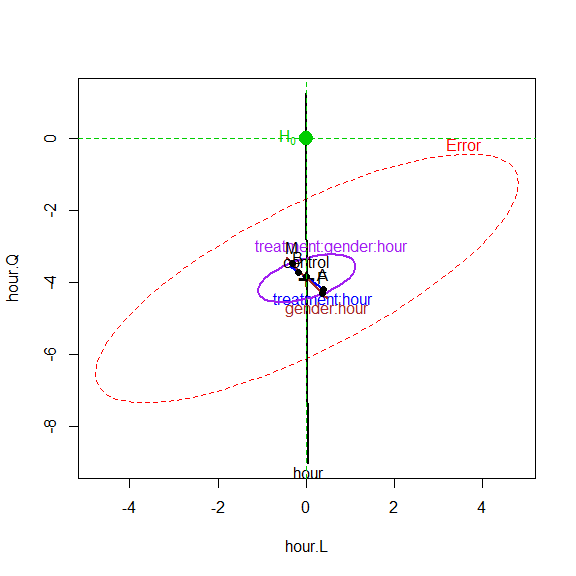 H0
Error
treatment:gender:hour
M
B
control
A
F
treatment:hour
gender:hour
hour
hour.Q
0
-2
-4
-6
-8
-4
-2
0
2
4
hour.L